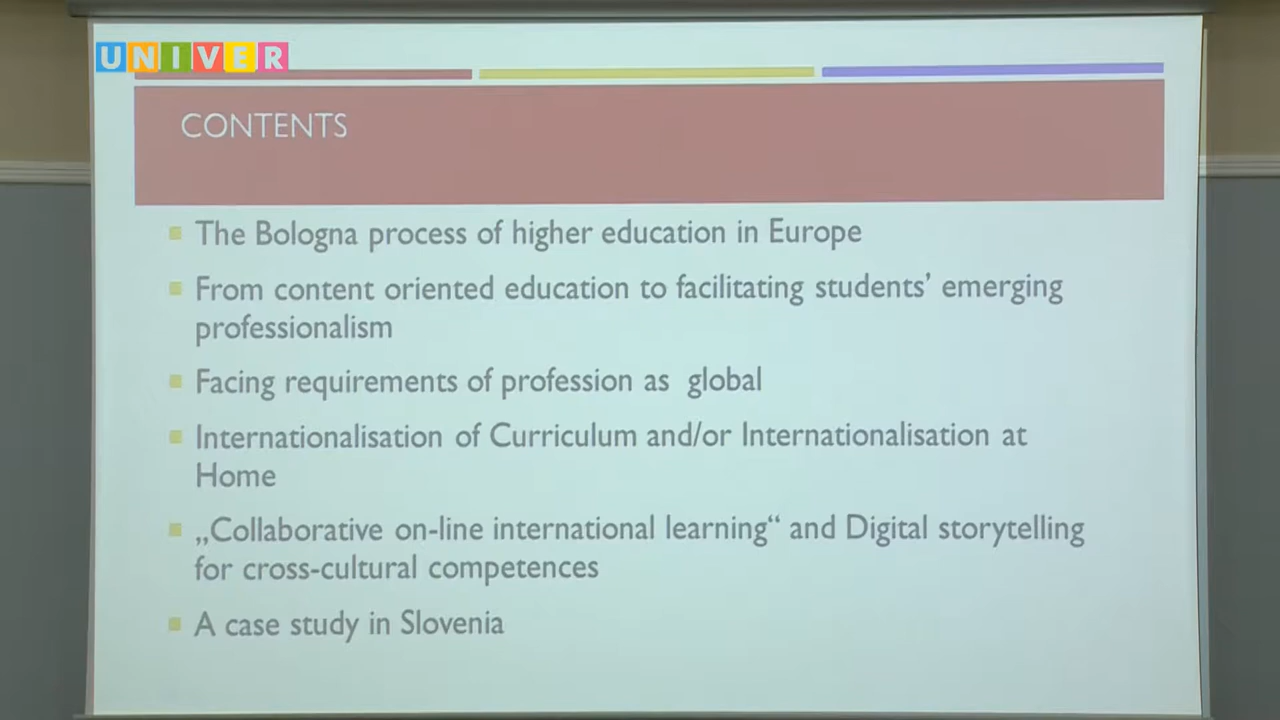 UNIVER
CONTENTS
The Bologna process of higher education in Europe
From content oriented education to facilitating students’ emerging
professionalism
Facing requirements of profession as global
Internationalisation of Curriculum and/or Internationalisation at
Home
„Collaborative on-line international learning“ and Digital storytelling
for cross-cultural competences
A case study in Slovenia